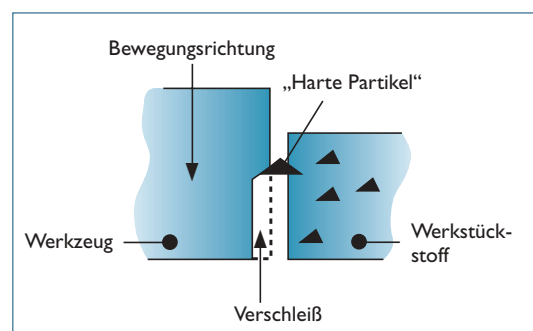 Bewegungsrichtung
„Harte Partikel“
Werkzeug
Werkstück-
stoff
Verschleiß